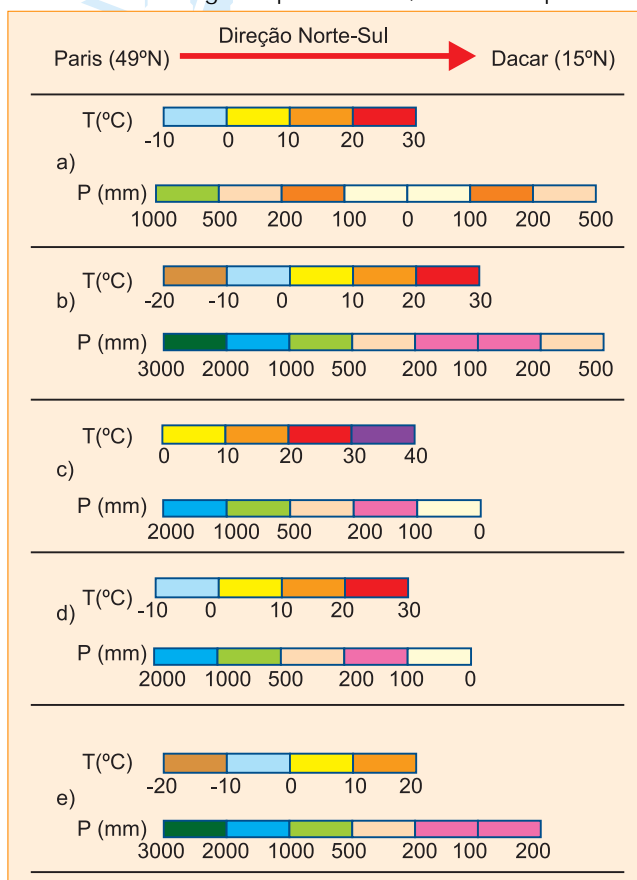 Direção Norte-Sul
Paris (49ºN) Dacar (15ºN)
a)
T(ºC)
-10 0 10 20 30
P (mm)
1000 500 200 100 0 100 200 500
b)
T(ºC)
-20 -10 0 10 20 30
P (mm)
3000 2000 1000 500 200 100 200 500
c)
T(ºC)
0 10 20 30 40
P (mm)
2000 1000 500 200 100 0
d)
T(ºC)
-10 0 10 20 30
P (mm)
2000 1000 500 200 100 0
e)
T(ºC)
-20 -10 0 10 20
P (mm)
3000 2000 1000 500 200 100 200